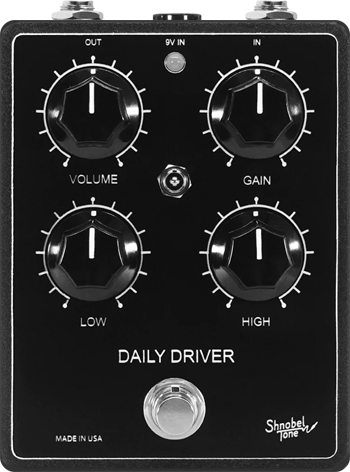 OUT 9V IN IN
VOLUME GAIN
LOW HIGH
DAILY DRIVER
MADE IN USA
Shnobel
Tone